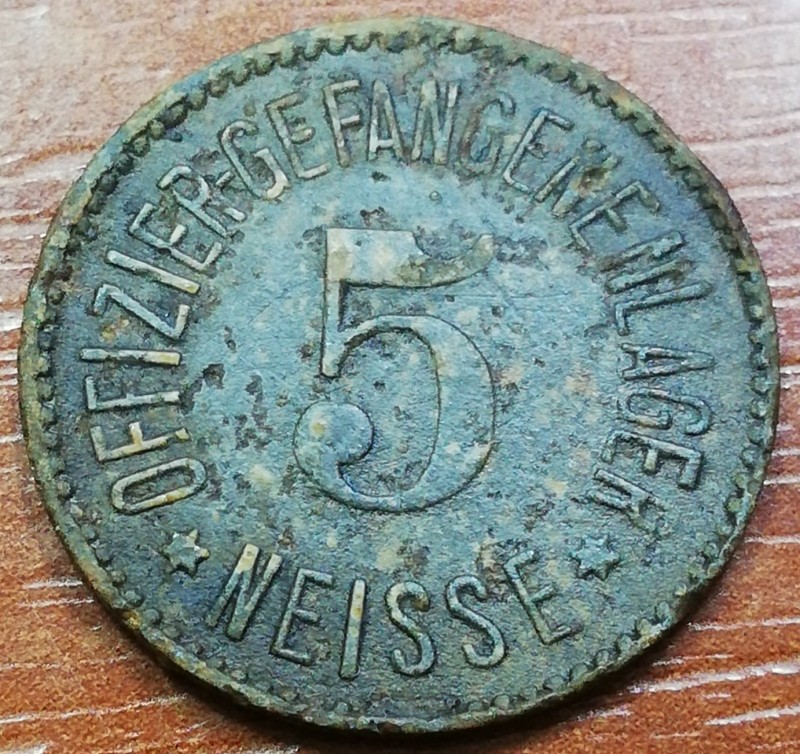 OFFIZIER-GEFANGENENLAGER
5
* NEISSE *